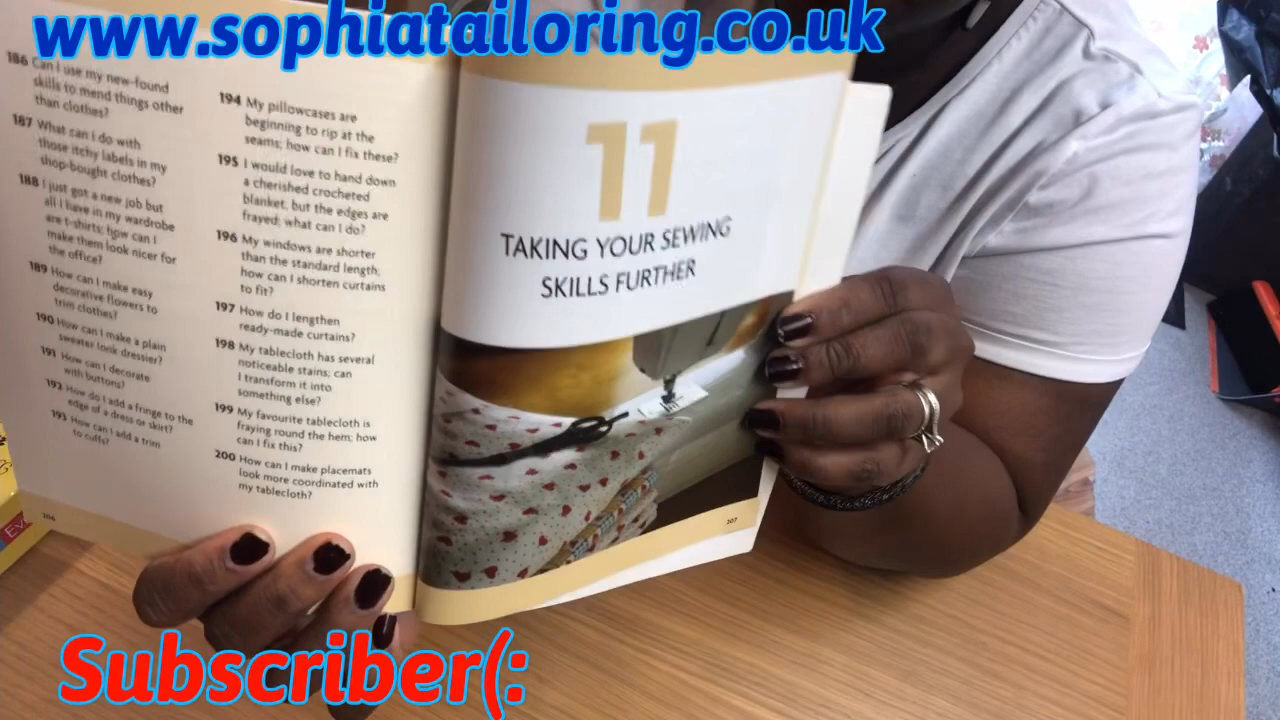 www.sophiatailoring.co.uk
186 Can I use my new-found
skills to mend things other
than clothes?
187 What can I do with
those itchy labels in my
shop-bought clothes?
188 I just got a new job but
all I have in my wardrobe
are t-shirts; how can I
make them look nicer for
the office?
189 How can I make easy
decorative flowers to
trim clothes?
190 How can I make a plain
sweater look dressier?
191 How can I decorate
with buttons?
192 How do I add a fringe to the
edge of a dress or skirt?
193 How can I add a trim
to cuffs?
194 My pillowcases are
beginning to rip at the
seams; how can I fix these?
195 I would love to hand down
a cherished crocheted
blanket, but the edges are
frayed; what can I do?
196 My windows are shorter
than the standard length;
how can I shorten curtains
to fit?
197 How do I lengthen
ready-made curtains?
198 My tablecloth has several
noticeable stains; can
I transform it into
something else?
199 My favourite tablecloth is
fraying round the hem; how
can I fix this?
200 How can I make placemats
look more coordinated with
my tablecloth?
206
11
TAKING YOUR SEWING
SKILLS FURTHER
207
Subscriber(: